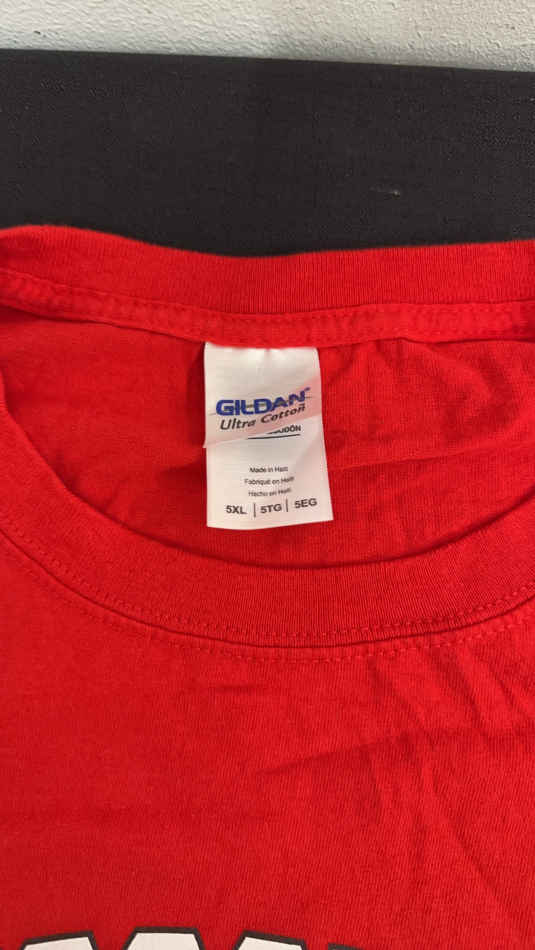 GILDAN®
Ultra Cotton
Made in Haiti
Fabriqué en Haïti
Hecho en Haití
5XL | 5TG | 5EG